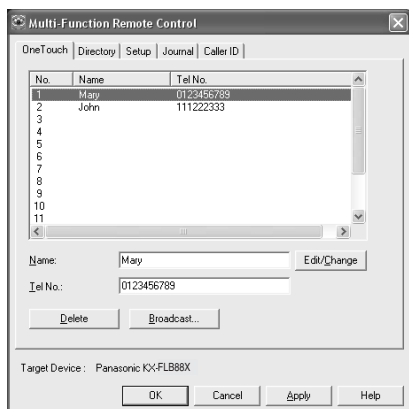 Multi-Function Remote Control
OneTouch Directory Setup Journal Caller ID
No. Name Tel No.
1 Mary 0123456789
2 John 111222333
3
4
5
6
7
8
9
10
11
Name: Mary Edit/Change
Tel No.: 0123456789
Delete Broadcast...
Target Device : Panasonic KX-FLB88X
OK Cancel Apply Help